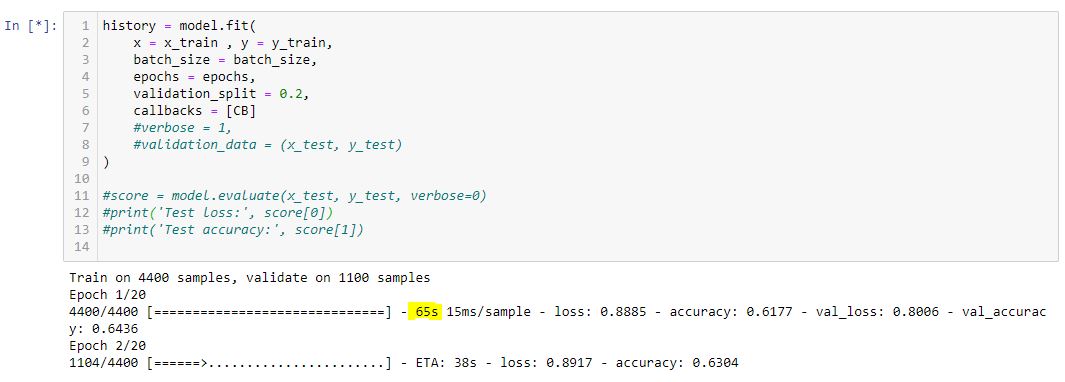 In [*]:
1 history = model.fit(
2 x = x_train , y = y_train,
3 batch_size = batch_size,
4 epochs = epochs,
5 validation_split = 0.2,
6 callbacks = [CB]
7 #verbose = 1,
8 #validation_data = (x_test, y_test)
9 )
10
11 #score = model.evaluate(x_test, y_test, verbose=0)
12 #print('Test loss:', score[0])
13 #print('Test accuracy:', score[1])
14
Train on 4400 samples, validate on 1100 samples
Epoch 1/20
4400/4400 [==============================] - 65s 15ms/sample - loss: 0.8885 - accuracy: 0.6177 - val_loss: 0.8006 - val_accurac
y: 0.6436
Epoch 2/20
1104/4400 [======>.......................] - ETA: 38s - loss: 0.8917 - accuracy: 0.6304